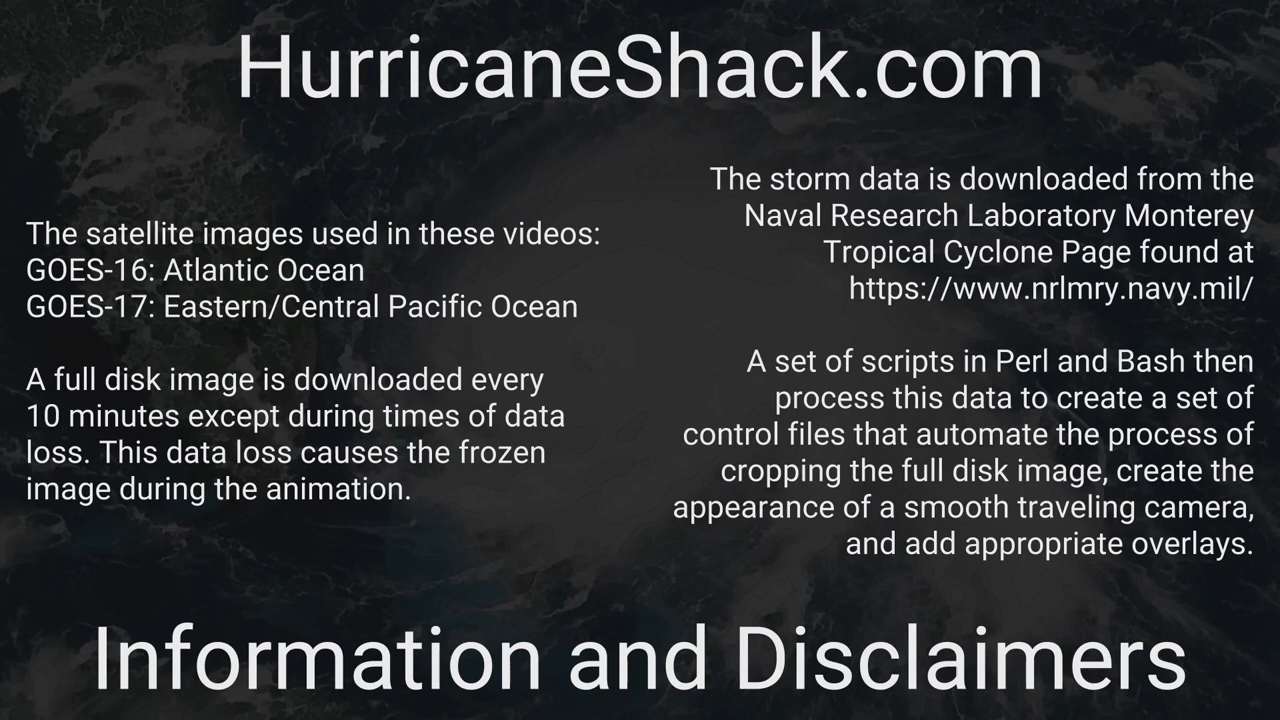 HurricaneShack.com
The satellite images used in these videos:
GOES-16: Atlantic Ocean
GOES-17: Eastern/Central Pacific Ocean
A full disk image is downloaded every
10 minutes except during times of data
loss. This data loss causes the frozen
image during the animation.
The storm data is downloaded from the
Naval Research Laboratory Monterey
Tropical Cyclone Page found at
https://www.nrlmry.navy.mil/
A set of scripts in Perl and Bash then
process this data to create a set of
control files that automate the process of
cropping the full disk image, create the
appearance of a smooth traveling camera,
and add appropriate overlays.
Information and Disclaimers